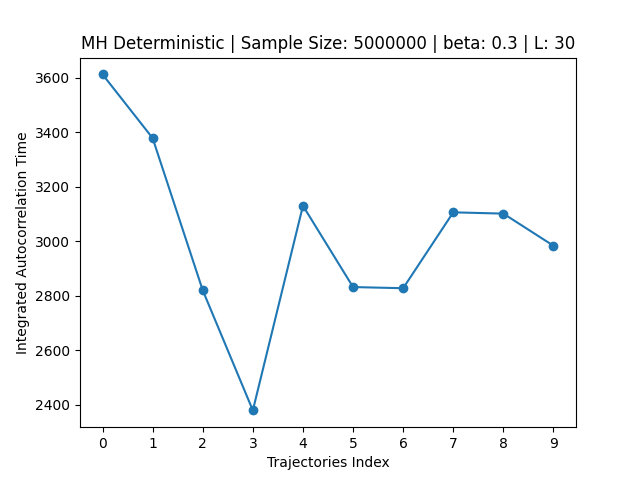 MH Deterministic | Sample Size: 5000000 | beta: 0.3 | L: 30
Integrated Autocorrelation Time
3600
3400
3200
3000
2800
2600
2400
0 1 2 3 4 5 6 7 8 9
Trajectories Index